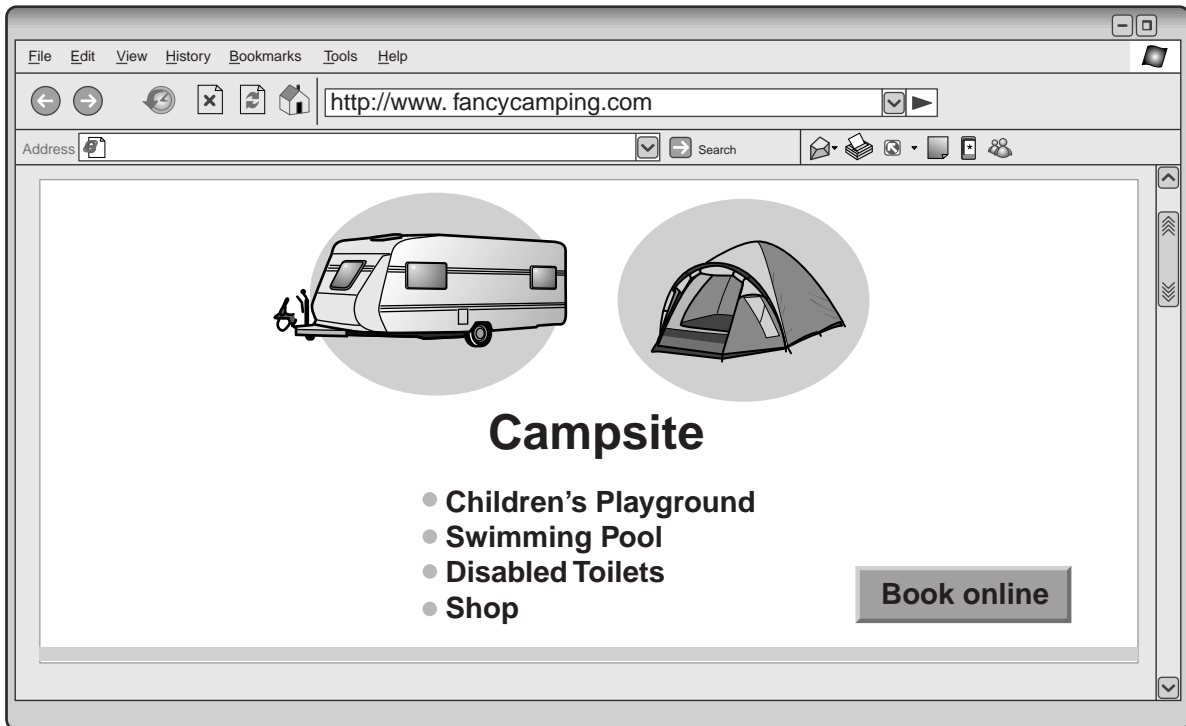 File Edit View History Bookmarks Tools Help
http://www. fancycamping.com
Address
Search
Campsite
Children's Playground
Swimming Pool
Disabled Toilets
Shop
Book online